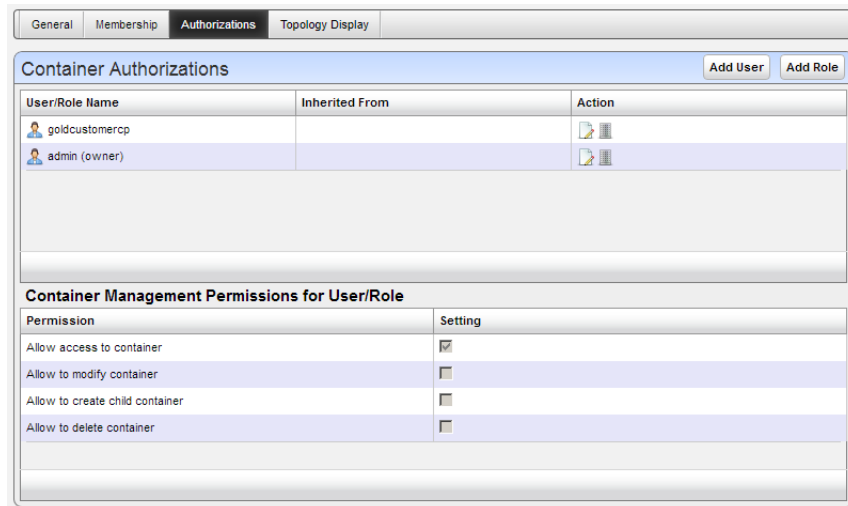 General Membership Authorizations Topology Display
Container Authorizations Add User Add Role
User/Role Name Inherited From Action
goldcustomercp
admin (owner)
Container Management Permissions for User/Role
Permission Setting
Allow access to container
Allow to modify container
Allow to create child container
Allow to delete container